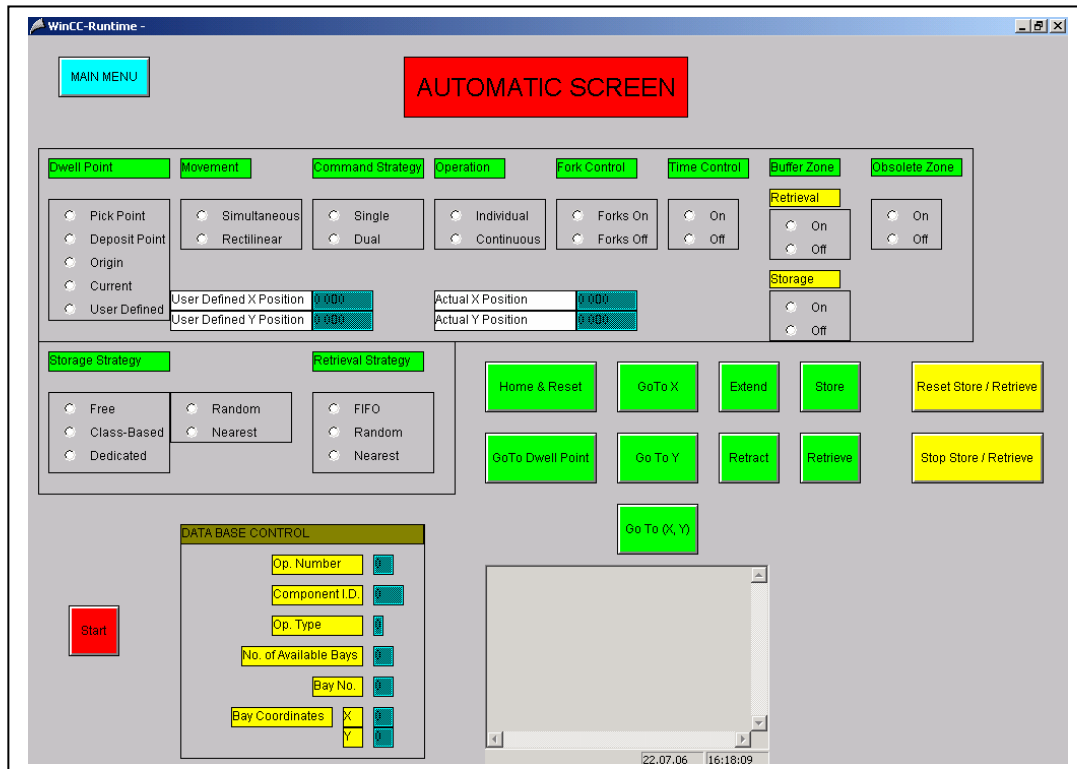 WinCC-Runtime -
MAIN MENU
AUTOMATIC SCREEN
Dwell Point
Movement
Command Strategy
Operation
Fork Control
Time Control
Buffer Zone
Obsolete Zone
Pick Point
Deposit Point
Origin
Current
User Defined
Simultaneous
Rectilinear
Single
Dual
Individual
Continuous
Forks On
Forks Off
On
Off
Retrieval
On
Off
Storage
On
Off
On
Off
User Defined X Position 0.000
User Defined Y Position 0.000
Actual X Position 0.000
Actual Y Position 0.000
Storage Strategy
Retrieval Strategy
Free
Class-Based
Dedicated
Random
Nearest
FIFO
Random
Nearest
Home & Reset
GoTo X
Extend
Store
Reset Store / Retrieve
GoTo Dwell Point
Go To Y
Retract
Retrieve
Stop Store / Retrieve
Go To (X, Y)
DATA BASE CONTROL
Op. Number 0
Component I.D. 0
Op. Type 0
No. of Available Bays 0
Bay No. 0
Bay Coordinates X 0
Y 0
Start
22.07.06 16:18:09